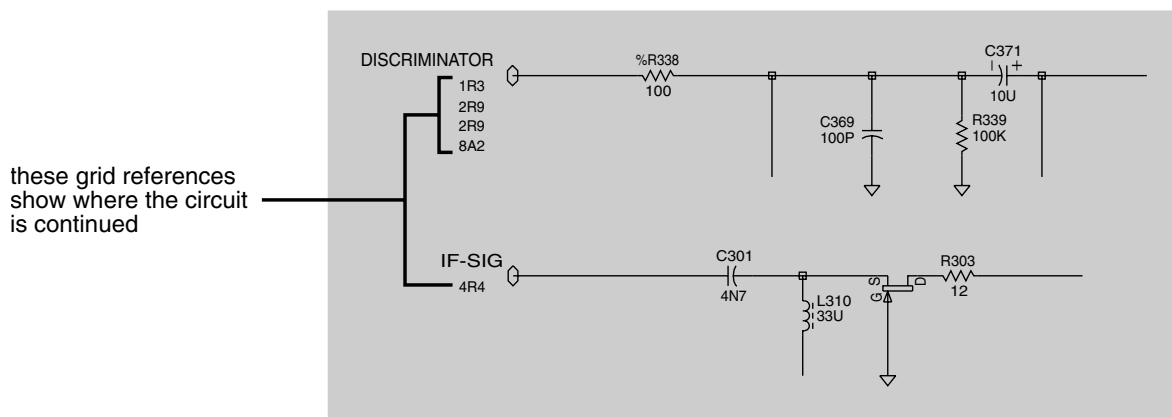 these grid references
show where the circuit
is continued
DISCRIMINATOR
1R3
2R9
2R9
8A2
%R338
100
C369
100P
R339
100K
C371
− +
10U
IF-SIG
4R4
C301
4N7
L310
33U
G S D
R303
12